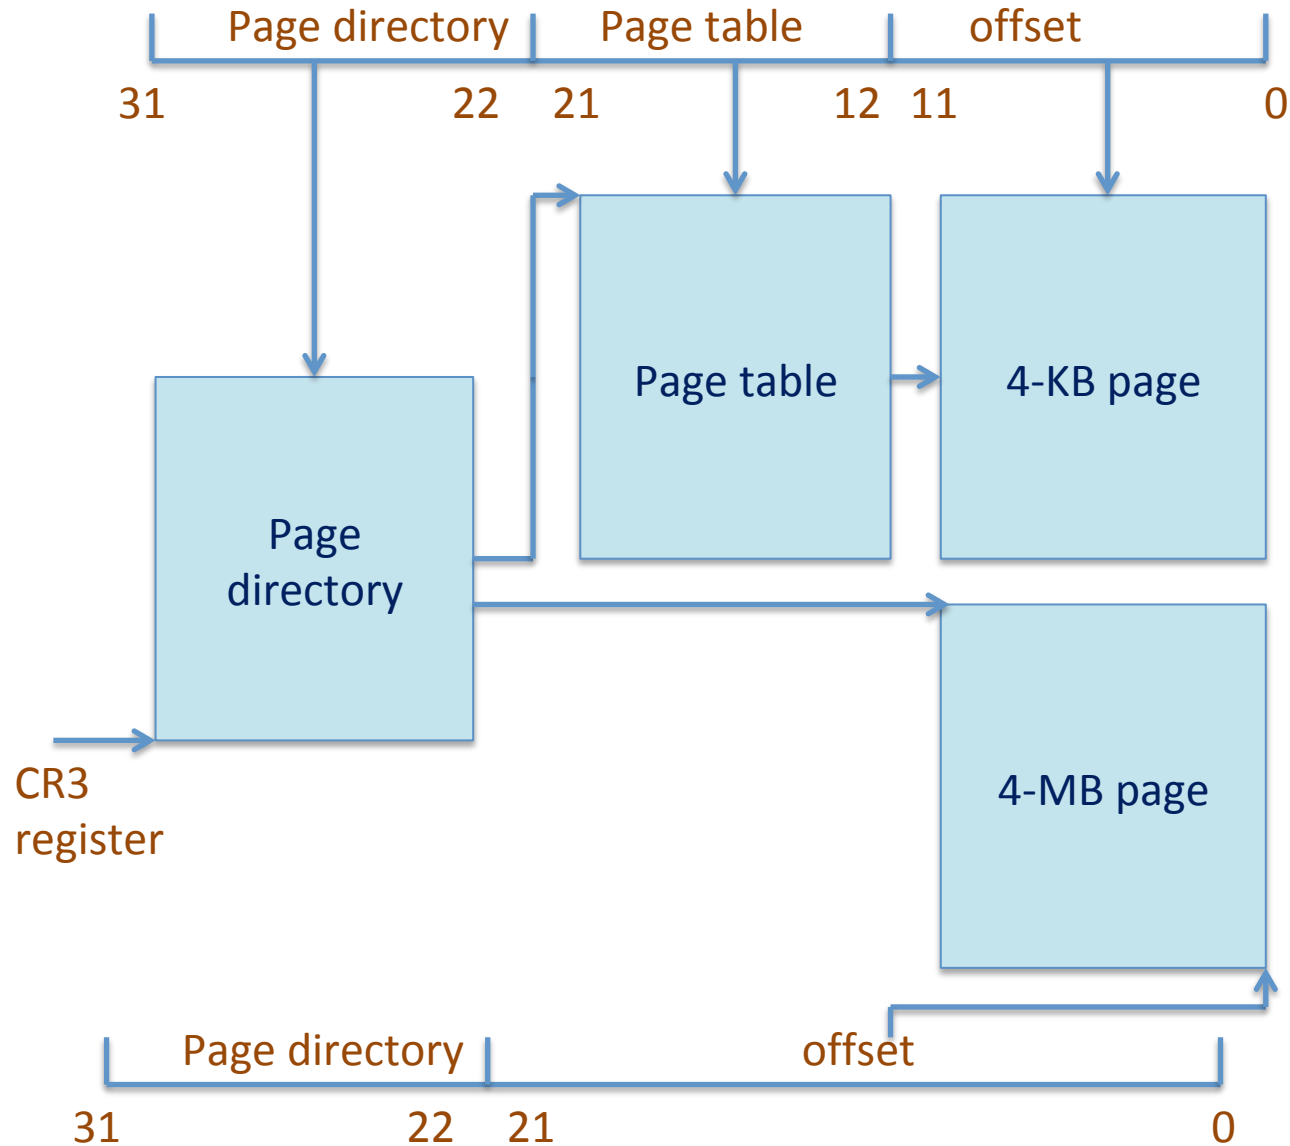 Page directory Page table offset
31 22 21 12 11 0
Page table
4-KB page
Page
directory
CR3
register
4-MB page
Page directory offset
31 22 21 0